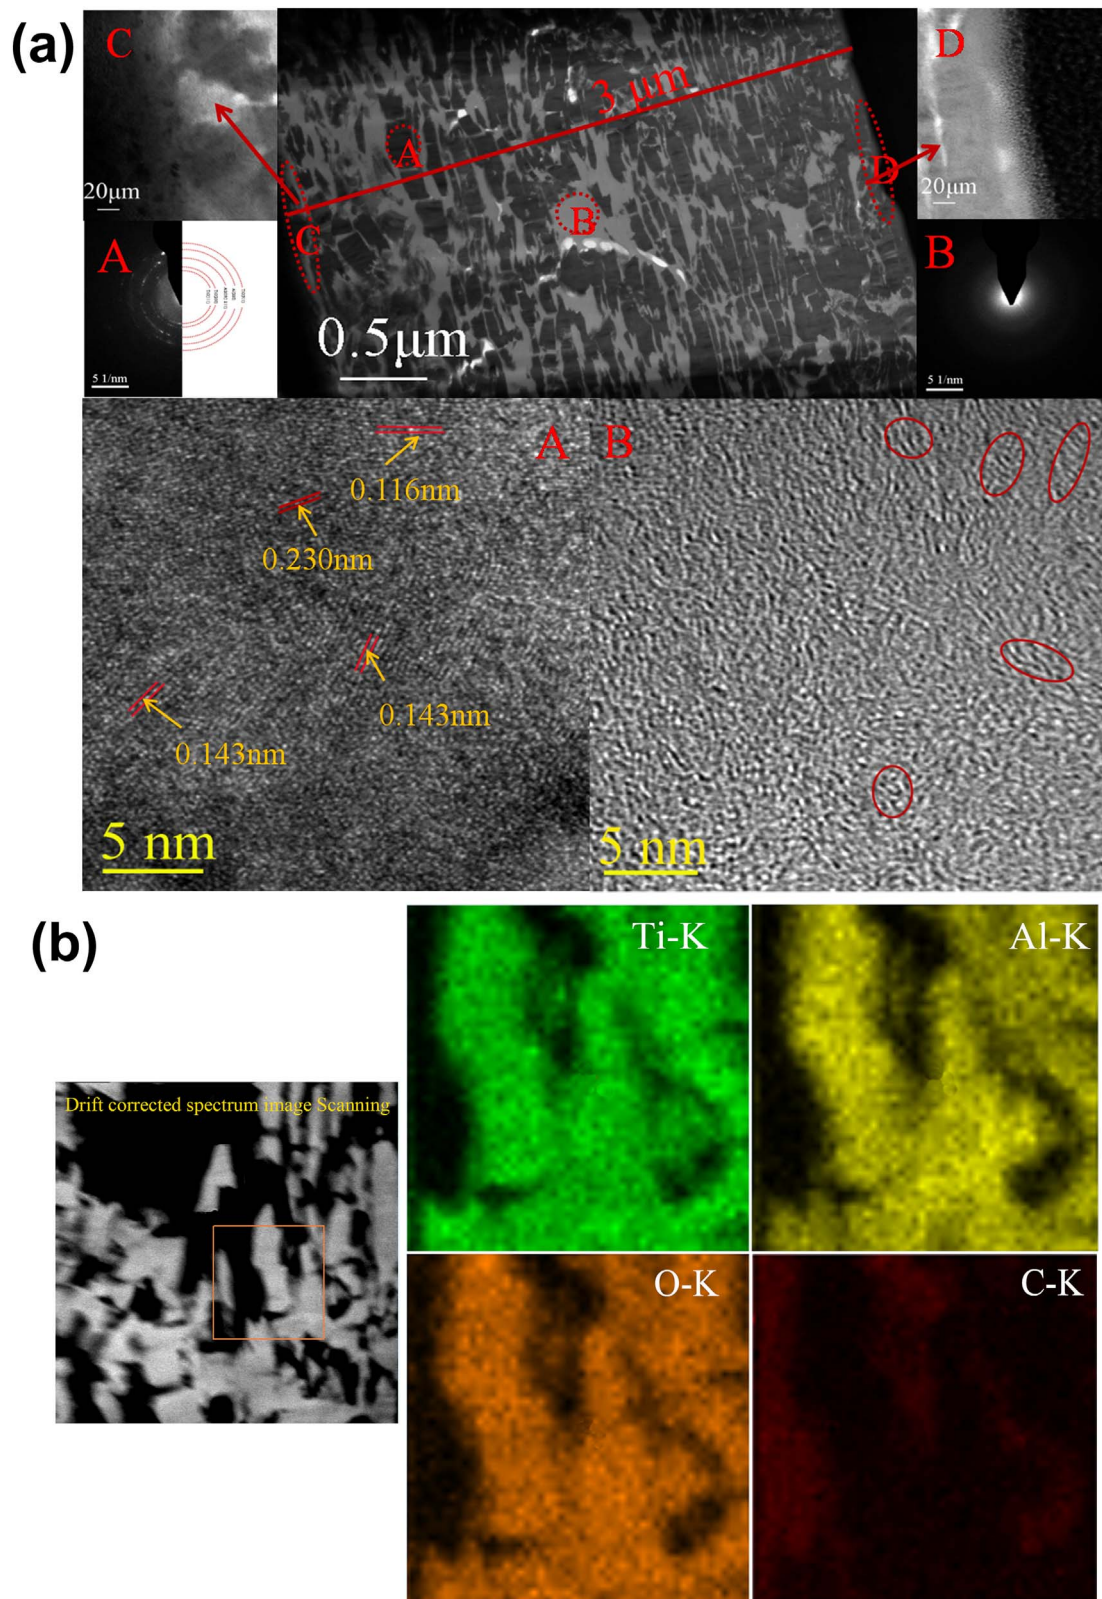 (a)
C
20μm
A
5 1/nm
3 μm
A
B
C
D
0.5μm
D
20μm
B
5 1/nm
A
0.116nm
0.230nm
0.143nm
0.143nm
5 nm
B
5 nm
(b)
Drift corrected spectrum image Scanning
Ti-K
Al-K
O-K
C-K